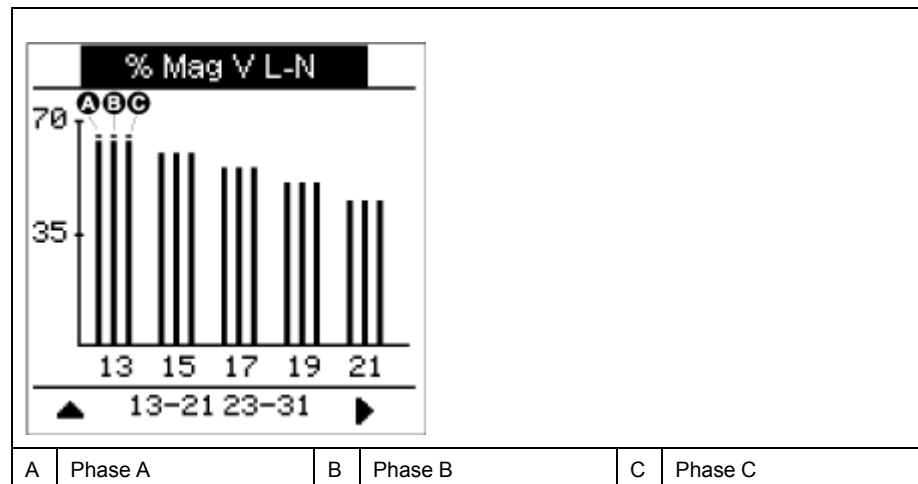 % Mag V L-N
A B C
70
35
13 15 17 19 21
13-21 23-31
A Phase A B Phase B C Phase C